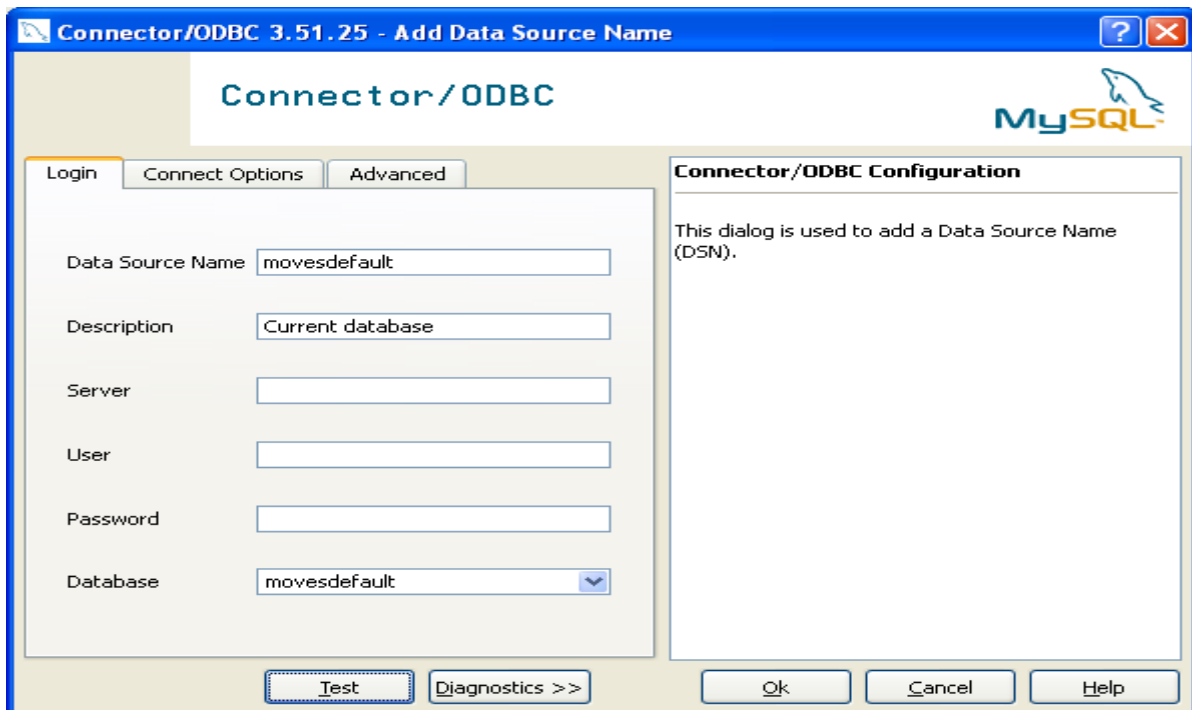 Connector/ODBC 3.51.25 - Add Data Source Name
?
Connector/ODBC
MySQL
Login
Connect Options
Advanced
Data Source Name movesdefault
Description Current database
Server
User
Password
Database movesdefault
Connector/ODBC Configuration
This dialog is used to add a Data Source Name
(DSN).
Test
Diagnostics >>
Ok
Cancel
Help